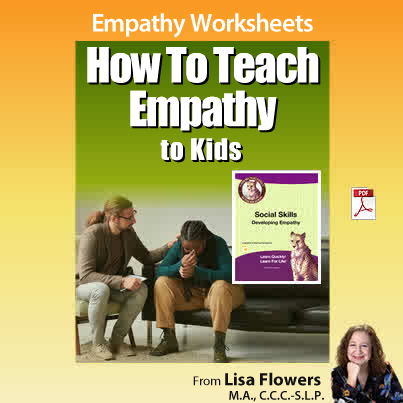 Empathy Worksheets
How To Teach
Empathy
to Kids
Social Skills
Developing Empathy
Learn Quickly!
Learn For Life!
PDF
From Lisa Flowers
M.A., C.C.C.-S.L.P.